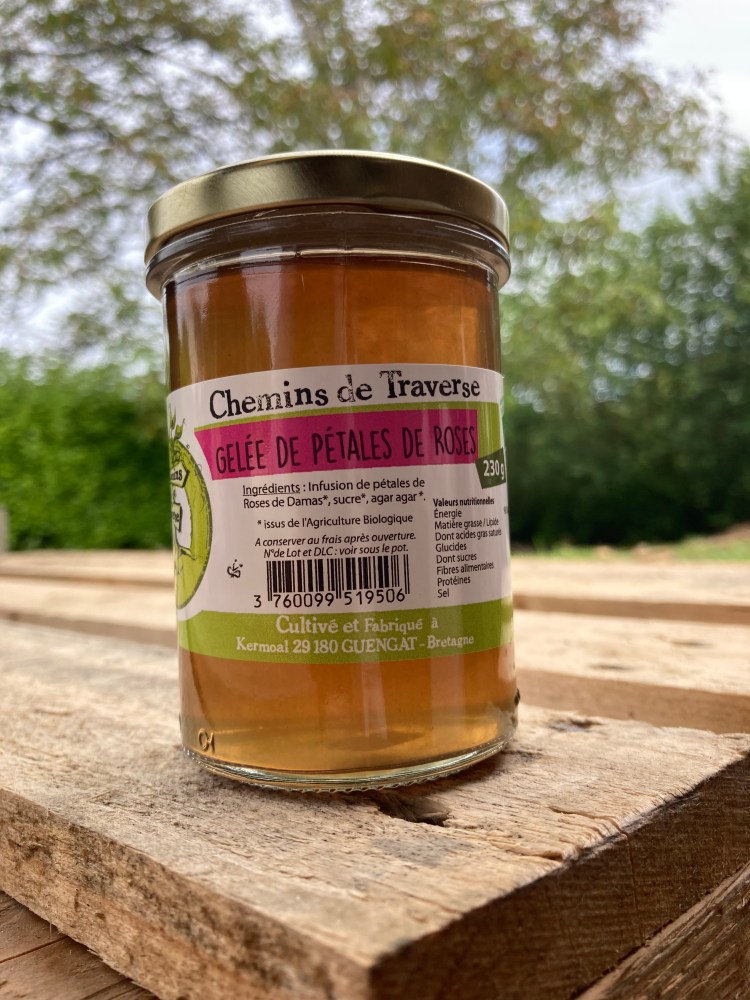 Chemins de Traverse
GELÉE DE PÉTALES DE ROSES
230 g
Ingrédients : Infusion de pétales de
Roses de Damas*, sucre*, agar agar*.
* issus de l'Agriculture Biologique
A conserver au frais après ouverture.
N°de Lot et DLC : voir sous le pot.
3 760099 519506
Valeurs nutritionnelles
Énergie
Matière grasse / Lipide
Dont acides gras saturés
Glucides
Dont sucres
Fibres alimentaires
Protéines
Sel
Cultivé et Fabriqué à
Kermoal 29 180 GUENGAT - Bretagne